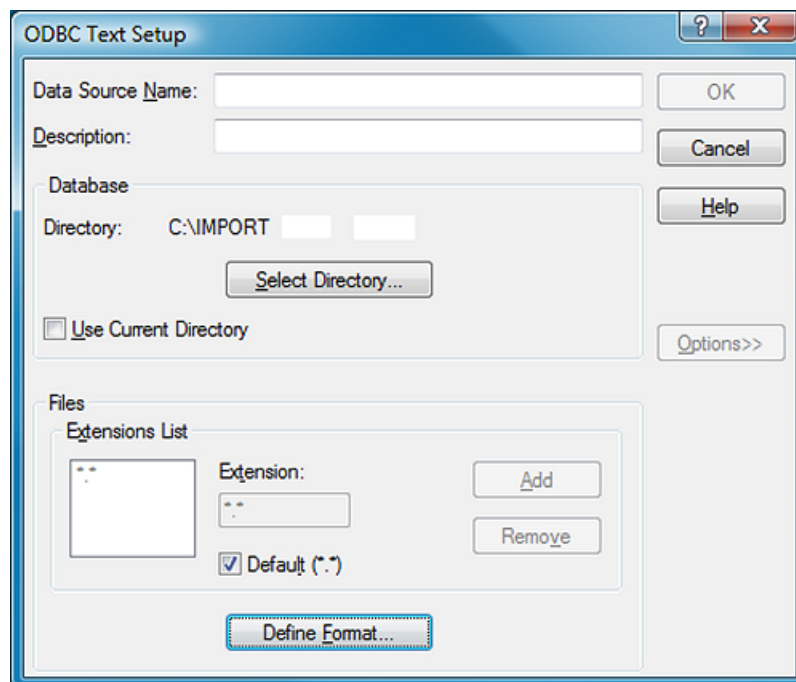 ODBC Text Setup
Data Source Name:
OK
Description:
Cancel
Database
Help
Directory: C:\IMPORT
Select Directory...
Use Current Directory
Options>>
Files
Extensions List
*.*
Extension:
*.*
Add
Remove
Default (*.*)
Define Format...